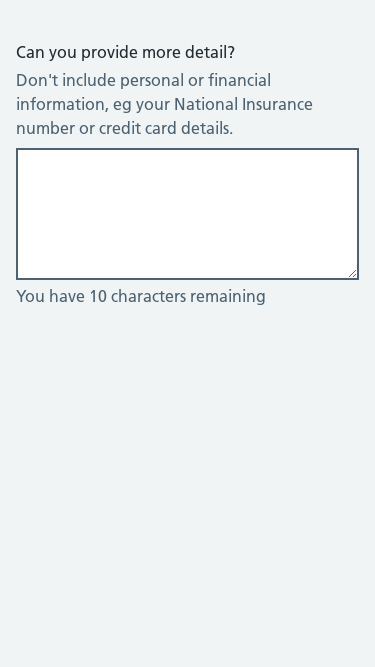 Can you provide more detail?
Don't include personal or financial
information, eg your National Insurance
number or credit card details.
You have 10 characters remaining